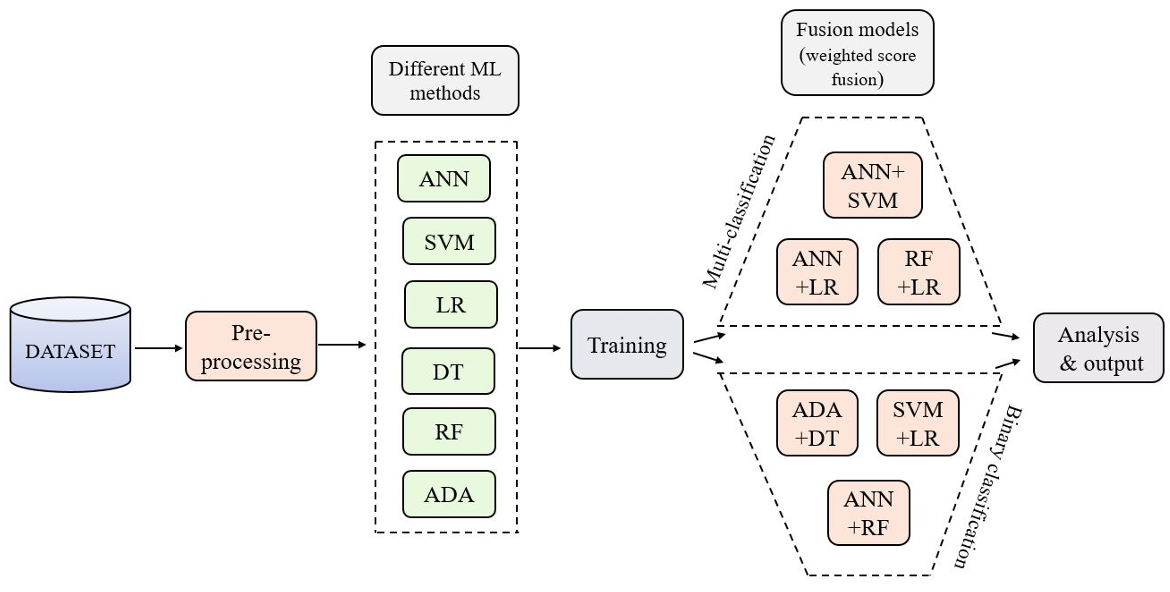 DATASET
Pre-
processing
Different ML
methods
ANN
SVM
LR
DT
RF
ADA
Training
Fusion models
(weighted score
fusion)
Multi-classification
ANN+
SVM
ANN
+LR
RF
+LR
ADA
+DT
SVM
+LR
ANN
+RF
Binary classification
Analysis
& output